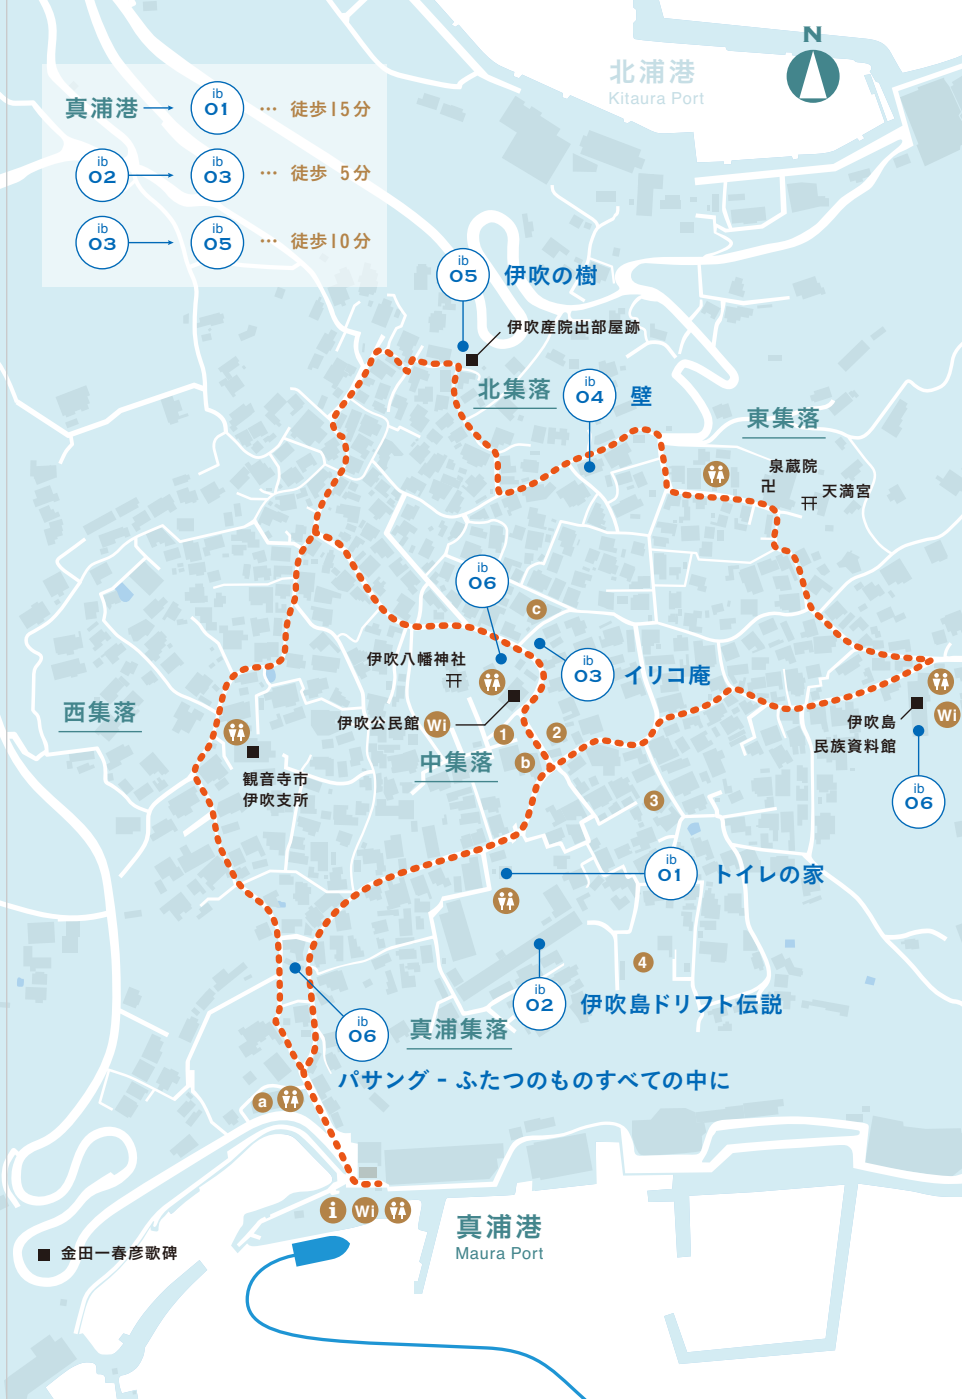 N
北浦港
Kitaura Port
真浦港 ib 01 … 徒歩15分
ib 02 ib 03 … 徒歩 5分
ib 03 ib 05 … 徒歩10分
ib 05 伊吹の樹
伊吹産院出部屋跡
北集落
ib 04 壁
東集落
泉蔵院
卍
天満宮
ib 06
c
伊吹八幡神社
ib 03 イリコ庵
伊吹公民館 Wi
1
2
b
中集落
西集落
観音寺市
伊吹支所
伊吹島
民族資料館
Wi
ib 06
3
ib 01 トイレの家
4
ib 02 伊吹島ドリフト伝説
ib 06
真浦集落
パサング - ふたつのものすべての中に
a
i Wi
真浦港
Maura Port
金田一春彦歌碑